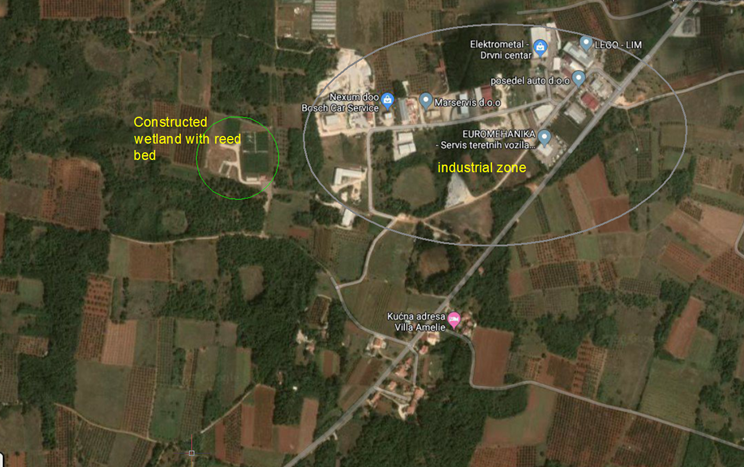 Elektrometal -
Drvni centar
LEGO - LIM
posedel auto d.o.o
Nexum doo
Bosch Car Service
Marservis d.o.o
Constructed
wetland with reed
bed
EUROMEHANIKA
- Servis teretnih vozila...
industrial zone
Kućna adresa
Villa Amelie